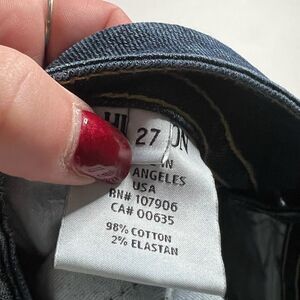 27
ANGELES
USA
RN# 107906
CA# 00635
98% COTTON
2% ELASTAN